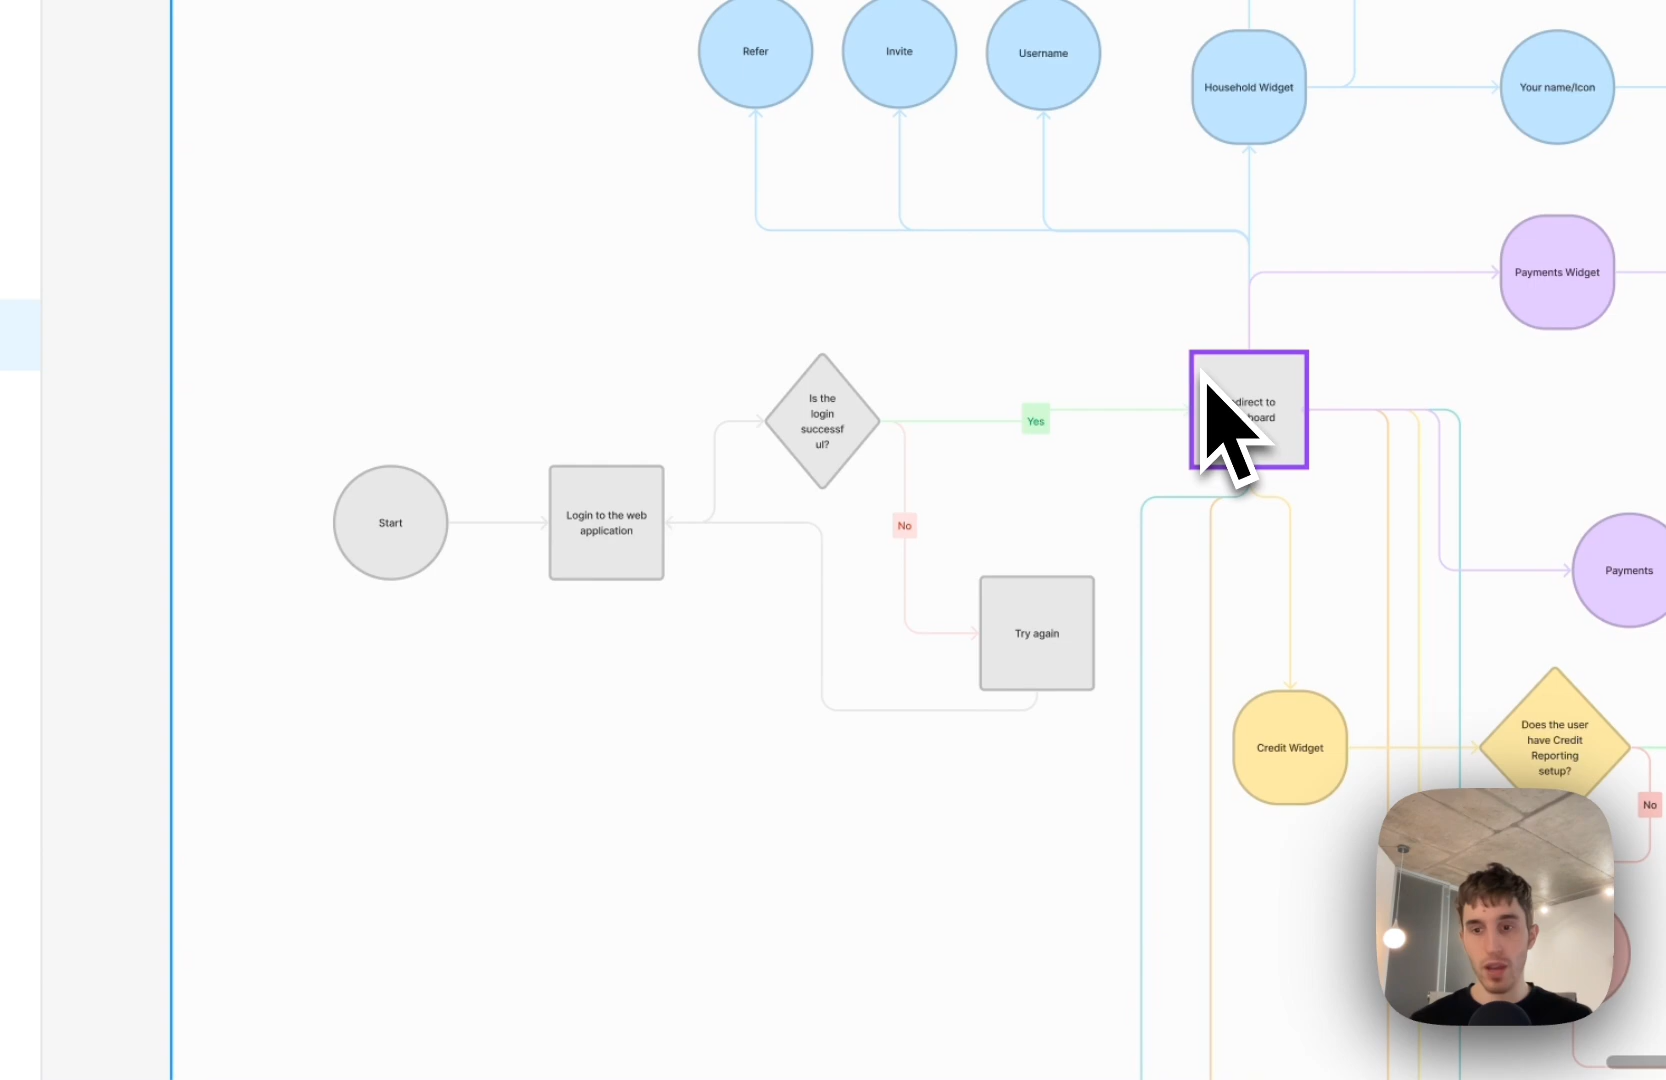 Refer
Invite
Username
Household Widget
Your name/Icon
Payments Widget
Is the
login
successf
ul?
Yes
to
Start
Login to the web
application
No
Try again
Payments
Credit Widget
Does the user
have Credit
Reporting
setup?
No